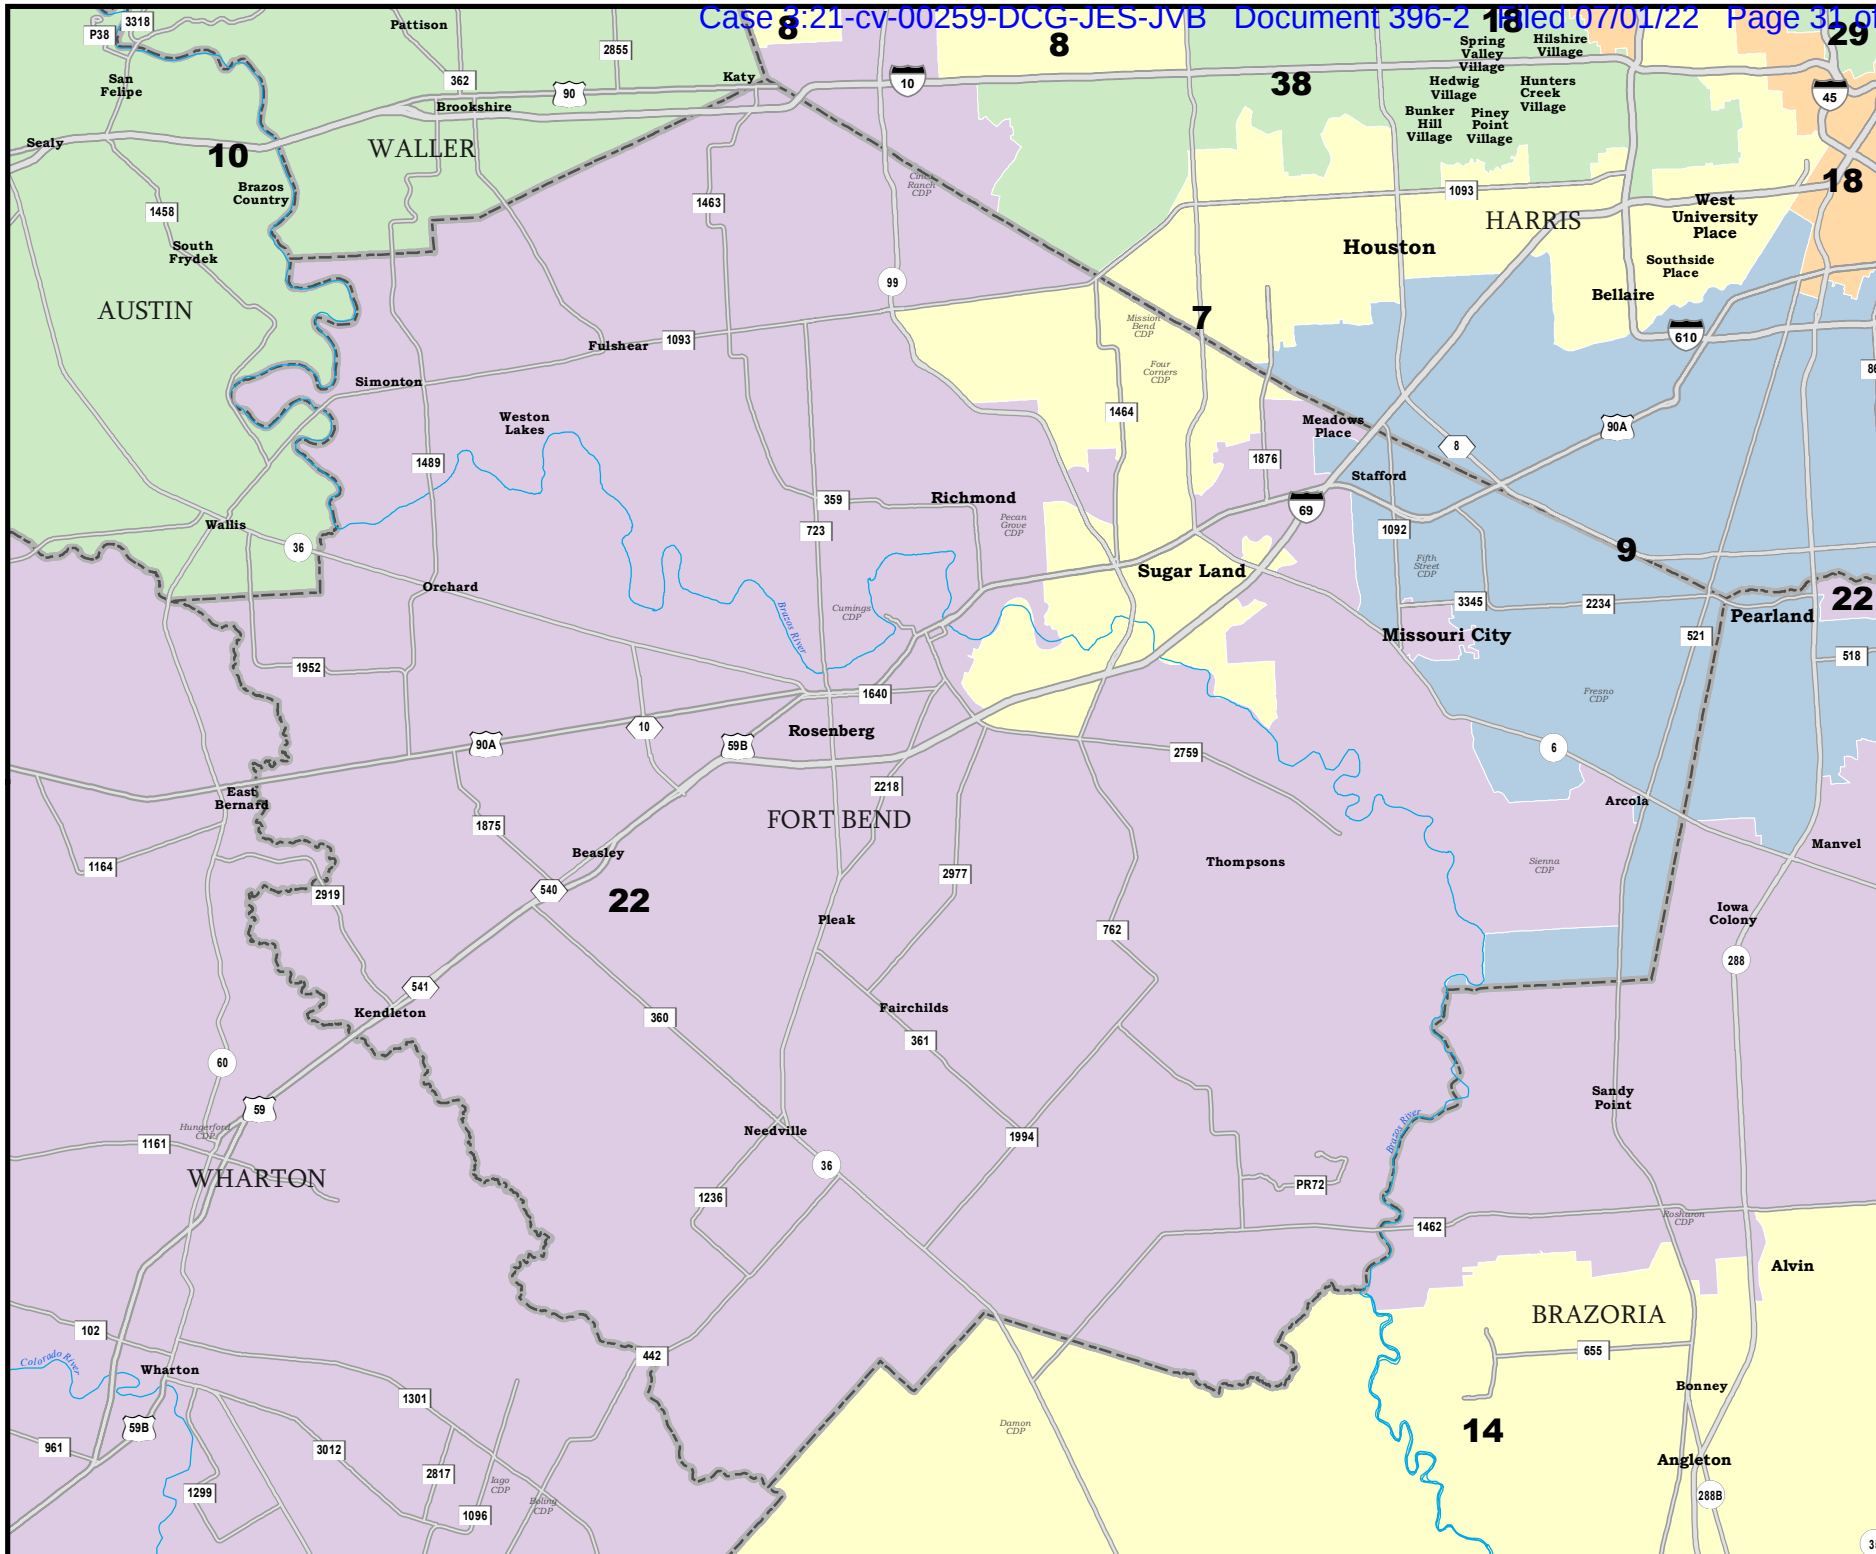 Case 3:21-cv-00259-DCG-JES-JVB Document 396-2 Filed 07/01/22 Page 31 of
3318
P38
Pattison
2855
8
8
18
29
Spring
Valley
Village
Hilshire
Village
San
Felipe
362
90
Katy
10
38
Hedwig
Village
Hunters
Creek
Village
45
Brookshire
Bunker
Hill
Village
Piney
Point
Village
Sealy
10
WALLER
Brazos
Country
Cinco
Ranch
CDP
18
1458
1463
1093
West
University
Place
HARRIS
South
Frydek
Houston
Southside
Place
99
Bellaire
AUSTIN
Mission
Bend
CDP
7
Fulshear
1093
610
Simonton
Four
Corners
CDP
86
Weston
Lakes
1464
Meadows
Place
90A
8
1489
1876
Stafford
359
Richmond
69
Wallis
723
Pecan
Grove
CDP
1092
36
9
Fifth
Street
CDP
Sugar Land
Orchard
22
3345
2234
Cumings
CDP
Brazos River
Pearland
Missouri City
521
1952
518
1640
Fresno
CDP
10
Rosenberg
90A
59B
2759
6
2218
East
Bernard
Arcola
FORT BEND
1875
Manvel
Beasley
1164
Thompsons
Sienna
CDP
2977
540
2919
22
Iowa
Colony
Pleak
762
288
541
Kendleton
Fairchilds
360
361
60
Sandy
Point
59
Hungerford
CDP
Brazos River
Needville
1994
1161
36
WHARTON
PR72
1236
Rosharon
CDP
1462
Alvin
BRAZORIA
102
442
655
Colorado River
Wharton
Bonney
1301
59B
Damon
CDP
14
961
3012
Angleton
2817
Iago
CDP
1299
288B
Boling
CDP
1096
3